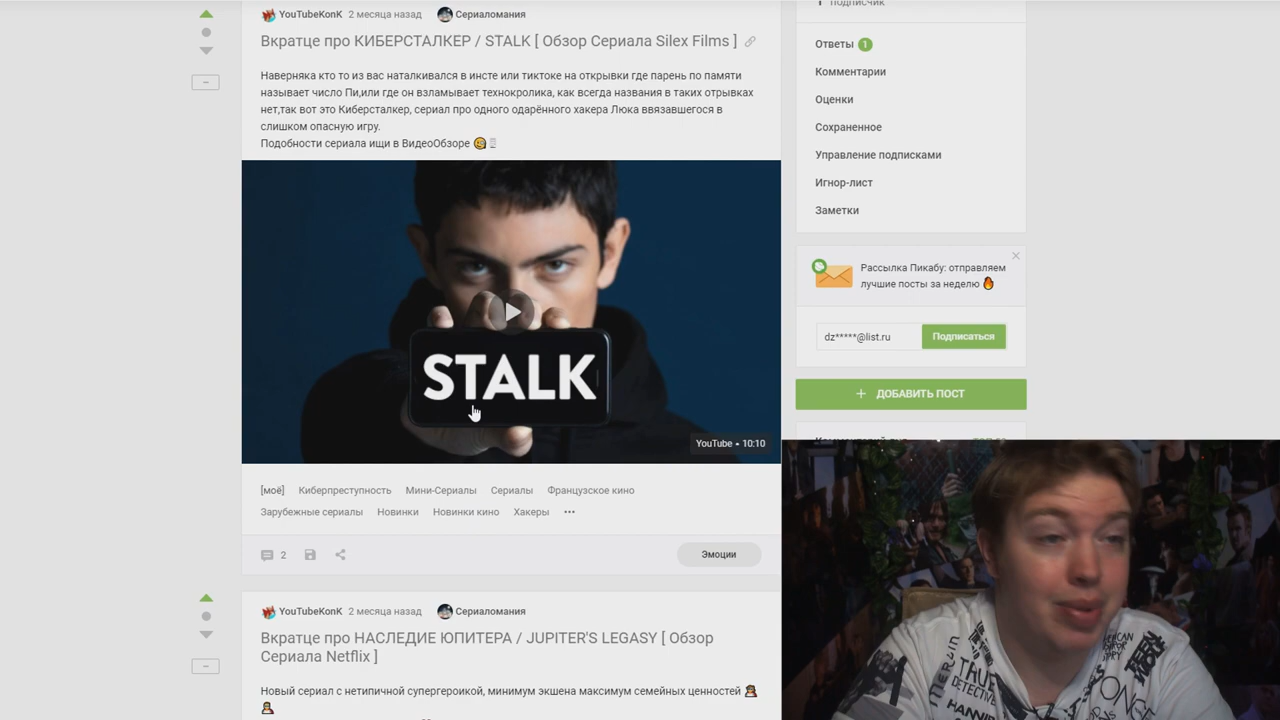 YouTubeKonK 2 месяца назад Сериаломания
Вкратце про КИБЕРСТАЛКЕР / STALK [ Обзор Сериала Silex Films ]
Наверняка кто то из вас наталкивался в инсте или тиктоке на открывки где парень по памяти
называет число Пи,или где он взламывает технокролика, как всегда названия в таких отрывках
нет,так вот это Киберсталкер, сериал про одного одарённого хакера Люка ввязавшегося в
слишком опасную игру.
Подобности сериала ищи в ВидеоОбзоре
STALK
YouTube • 10:10
[моё] Киберпреступность Мини-Сериалы Сериалы Французское кино
Зарубежные сериалы Новинки Новинки кино Хакеры •••
2
Эмоции
YouTubeKonK 2 месяца назад Сериаломания
Вкратце про НАСЛЕДИЕ ЮПИТЕРА / JUPITER'S LEGASY [ Обзор
Сериала Netflix ]
Новый сериал с нетипичной супергероикой, минимум экшена максимум семейных ценностей
подписчик
Ответы 1
Комментарии
Оценки
Сохраненное
Управление подписками
Игнор-лист
Заметки
Рассылка Пикабу: отправляем
лучшие посты за неделю
dz*****@list.ru
Подписаться
+ ДОБАВИТЬ ПОСТ